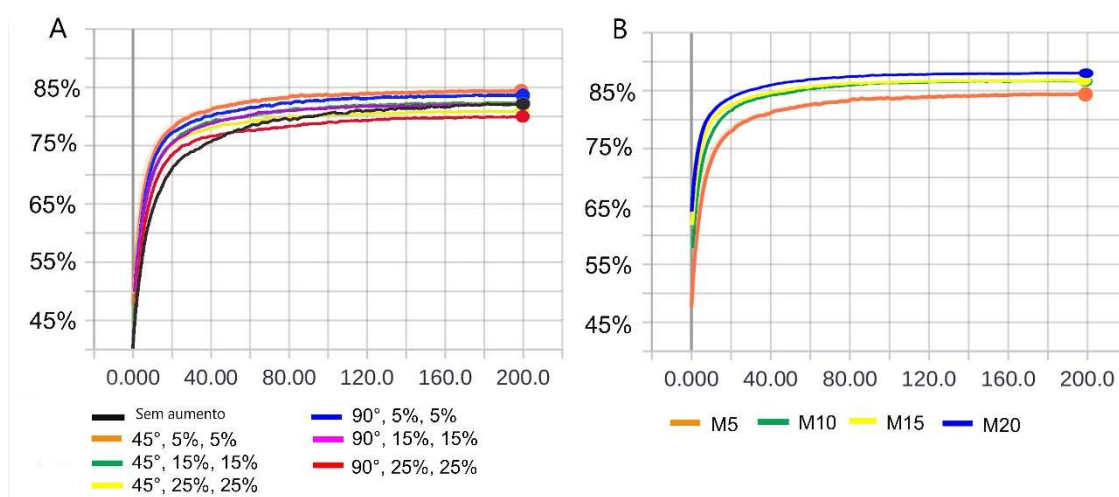 A
85%
75%
65%
55%
45%
0.000 40.00 80.00 120.0 160.0 200.0
Sem aumento
45°, 5%, 5%
45°, 15%, 15%
45°, 25%, 25%
90°, 5%, 5%
90°, 15%, 15%
90°, 25%, 25%
B
85%
75%
65%
55%
45%
0.000 40.00 80.00 120.0 160.0 200.0
M5 M10 M15 M20